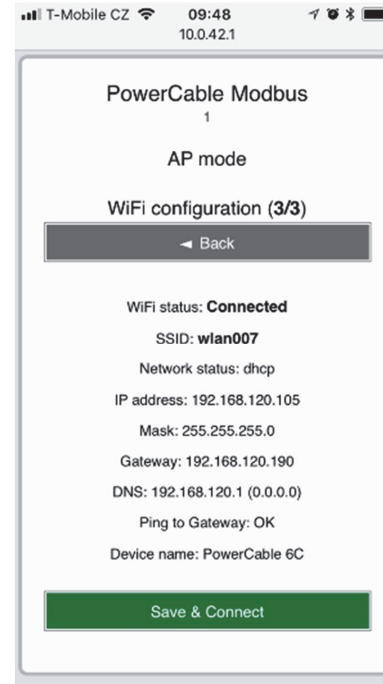 T-Mobile CZ 09:48
10.0.42.1
PowerCable Modbus
1
AP mode
WiFi configuration (3/3)
◄ Back
WiFi status: Connected
SSID: wlan007
Network status: dhcp
IP address: 192.168.120.105
Mask: 255.255.255.0
Gateway: 192.168.120.190
DNS: 192.168.120.1 (0.0.0.0)
Ping to Gateway: OK
Device name: PowerCable 6C
Save & Connect